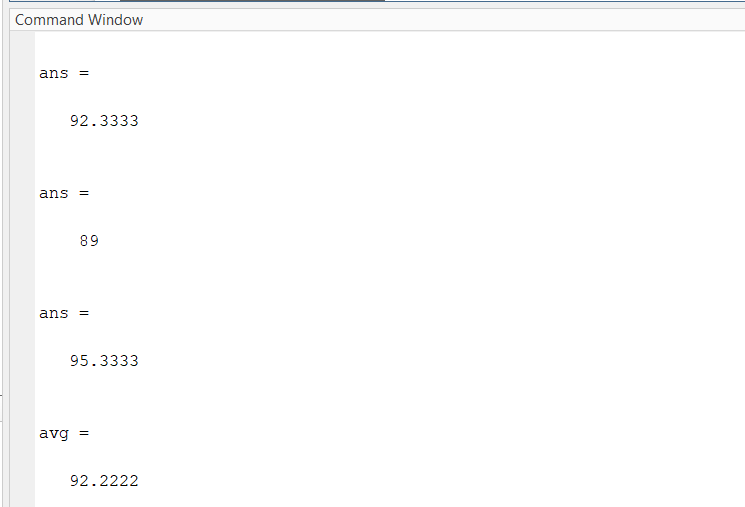 Command Window
ans =
92.3333
ans =
89
ans =
95.3333
avg =
92.2222